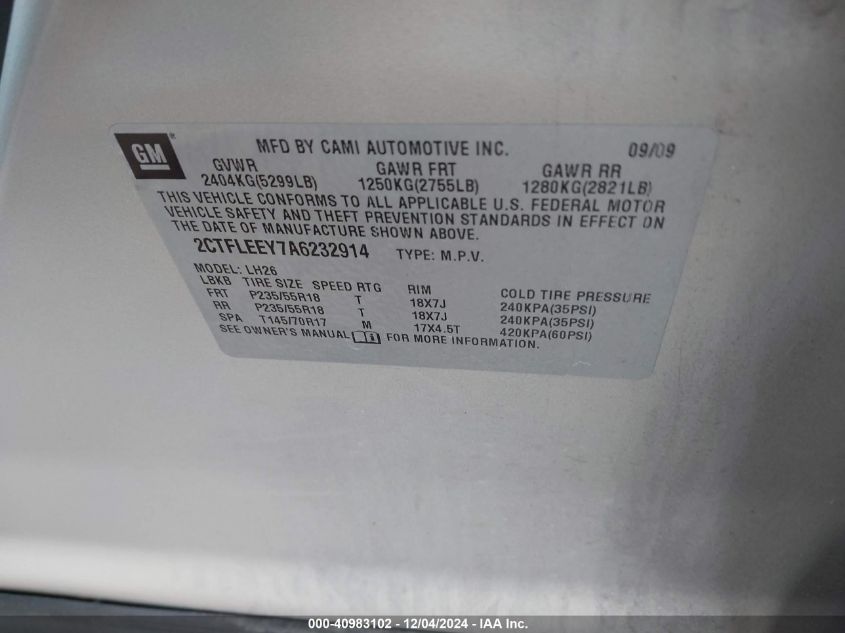 GM®
MFD BY CAMI AUTOMOTIVE INC. 09/09
GVWR GAWR FRT GAWR RR
2404KG(5299LB) 1250KG(2755LB) 1280KG(2821LB)
THIS VEHICLE CONFORMS TO ALL APPLICABLE U.S. FEDERAL MOTOR
VEHICLE SAFETY AND THEFT PREVENTION STANDARDS IN EFFECT ON
THE DATE OF MANUFACTURE SHOWN ABOVE.
2CTFLEEY7A6232914 TYPE: M.P.V.
MODEL: LH26
LBKB TIRE SIZE SPEED RTG RIM COLD TIRE PRESSURE
FRT P235/55R18 T 18X7J 240KPA(35PSI)
RR P235/55R18 T 18X7J 240KPA(35PSI)
SPA T145/70R17 M 17X4.5T 420KPA(60PSI)
SEE OWNER'S MANUAL FOR MORE INFORMATION.
000-40983102 - 12/04/2024 - IAA Inc.